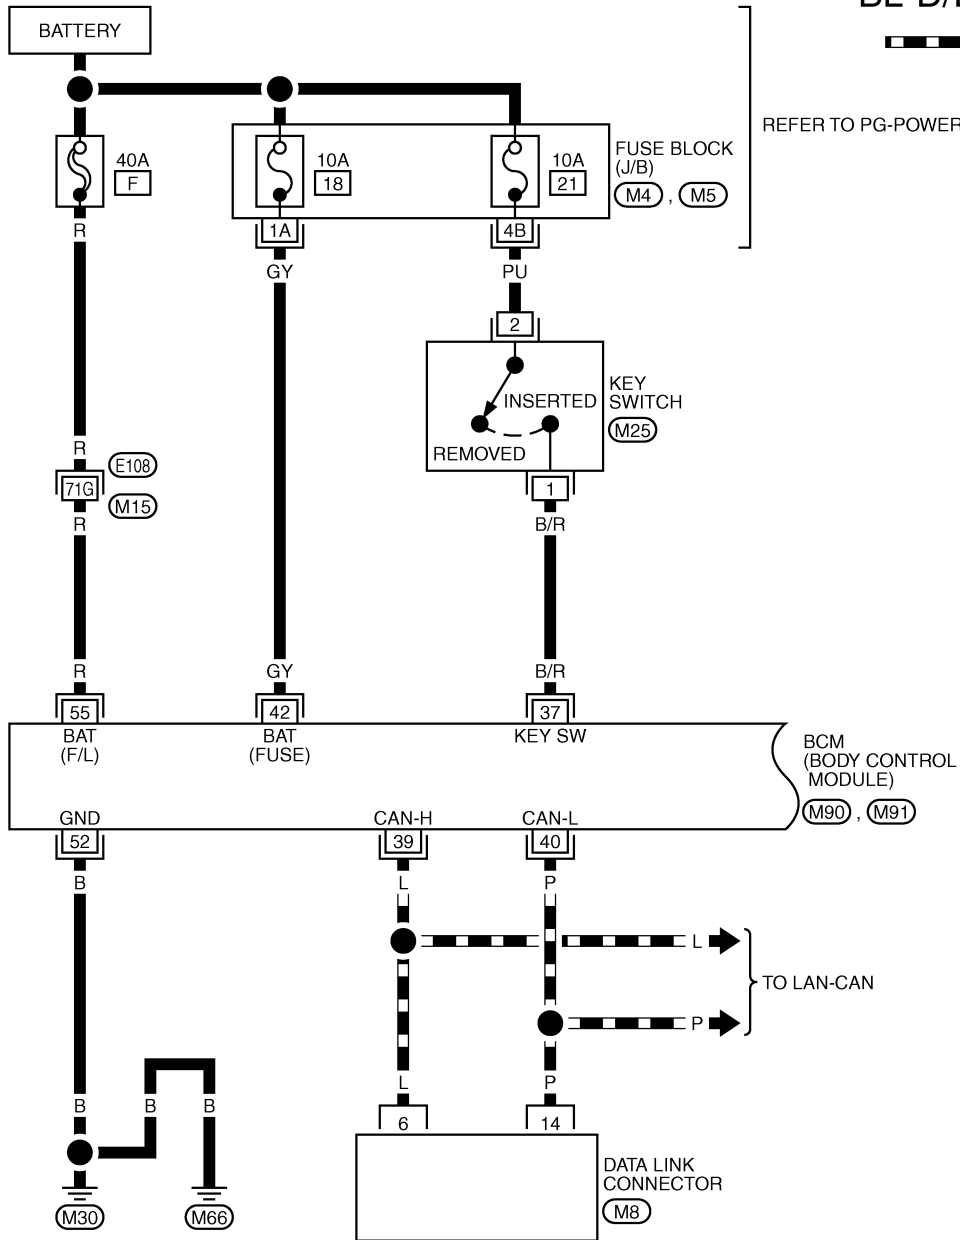 BATTERY
REFER TO PG-POWER
40A
F
10A
18
10A
21
FUSE BLOCK
(J/B)
M4 , M5
R
1A
4B
GY
PU
2
INSERTED
REMOVED
KEY
SWITCH
M25
R
E108
71G
M15
R
1
B/R
R
GY
B/R
55
42
37
BAT
(F/L)
BAT
(FUSE)
KEY SW
BCM
(BODY CONTROL
MODULE)
M90 , M91
GND
CAN-H
CAN-L
52
39
40
B
L
P
L
TO LAN-CAN
P
L
P
B
B
B
6
14
DATA LINK
CONNECTOR
M8
M30
M66